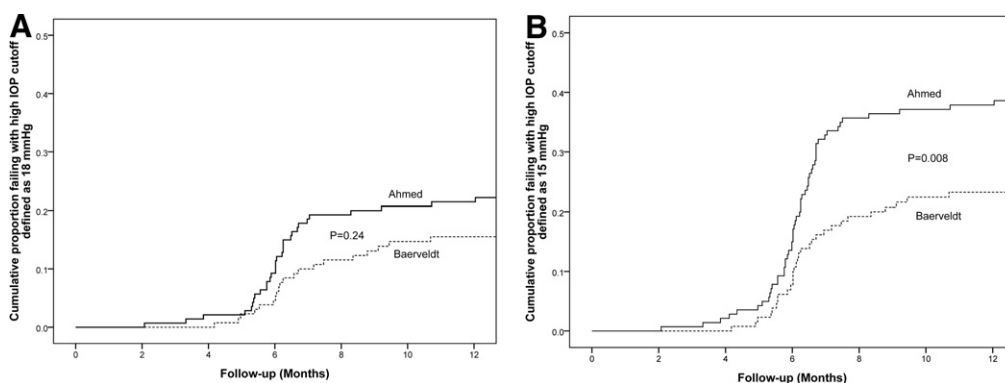 A
Cumulative proportion failing with high IOP cutoff
defined as 18 mmHg
0.5
0.4
0.3
0.2
0.1
0.0
Ahmed
P=0.24
Baerveldt
0 2 4 6 8 10 12
Follow-up (Months)
B
Cumulative proportion failing with high IOP cutoff
defined as 15 mmHg
0.5
0.4
0.3
0.2
0.1
0.0
Ahmed
P=0.008
Baerveldt
0 2 4 6 8 10 12
Follow-up (Months)